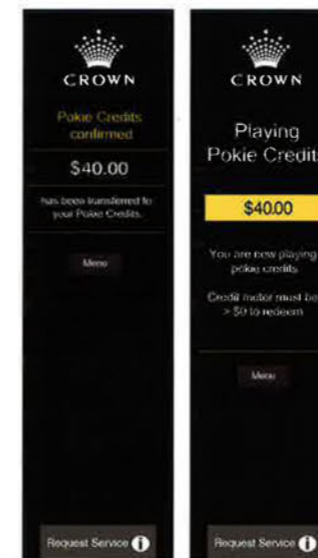 CROWN
Pokie Credits
confirmed
$40.00
has been transferred to
your Pokie Credits.
Menu
Request Service
CROWN
Playing
Pokie Credits
$40.00
You are now playing
pokie credits
Credit meter must be
> $0 to redeem
Menu
Request Service